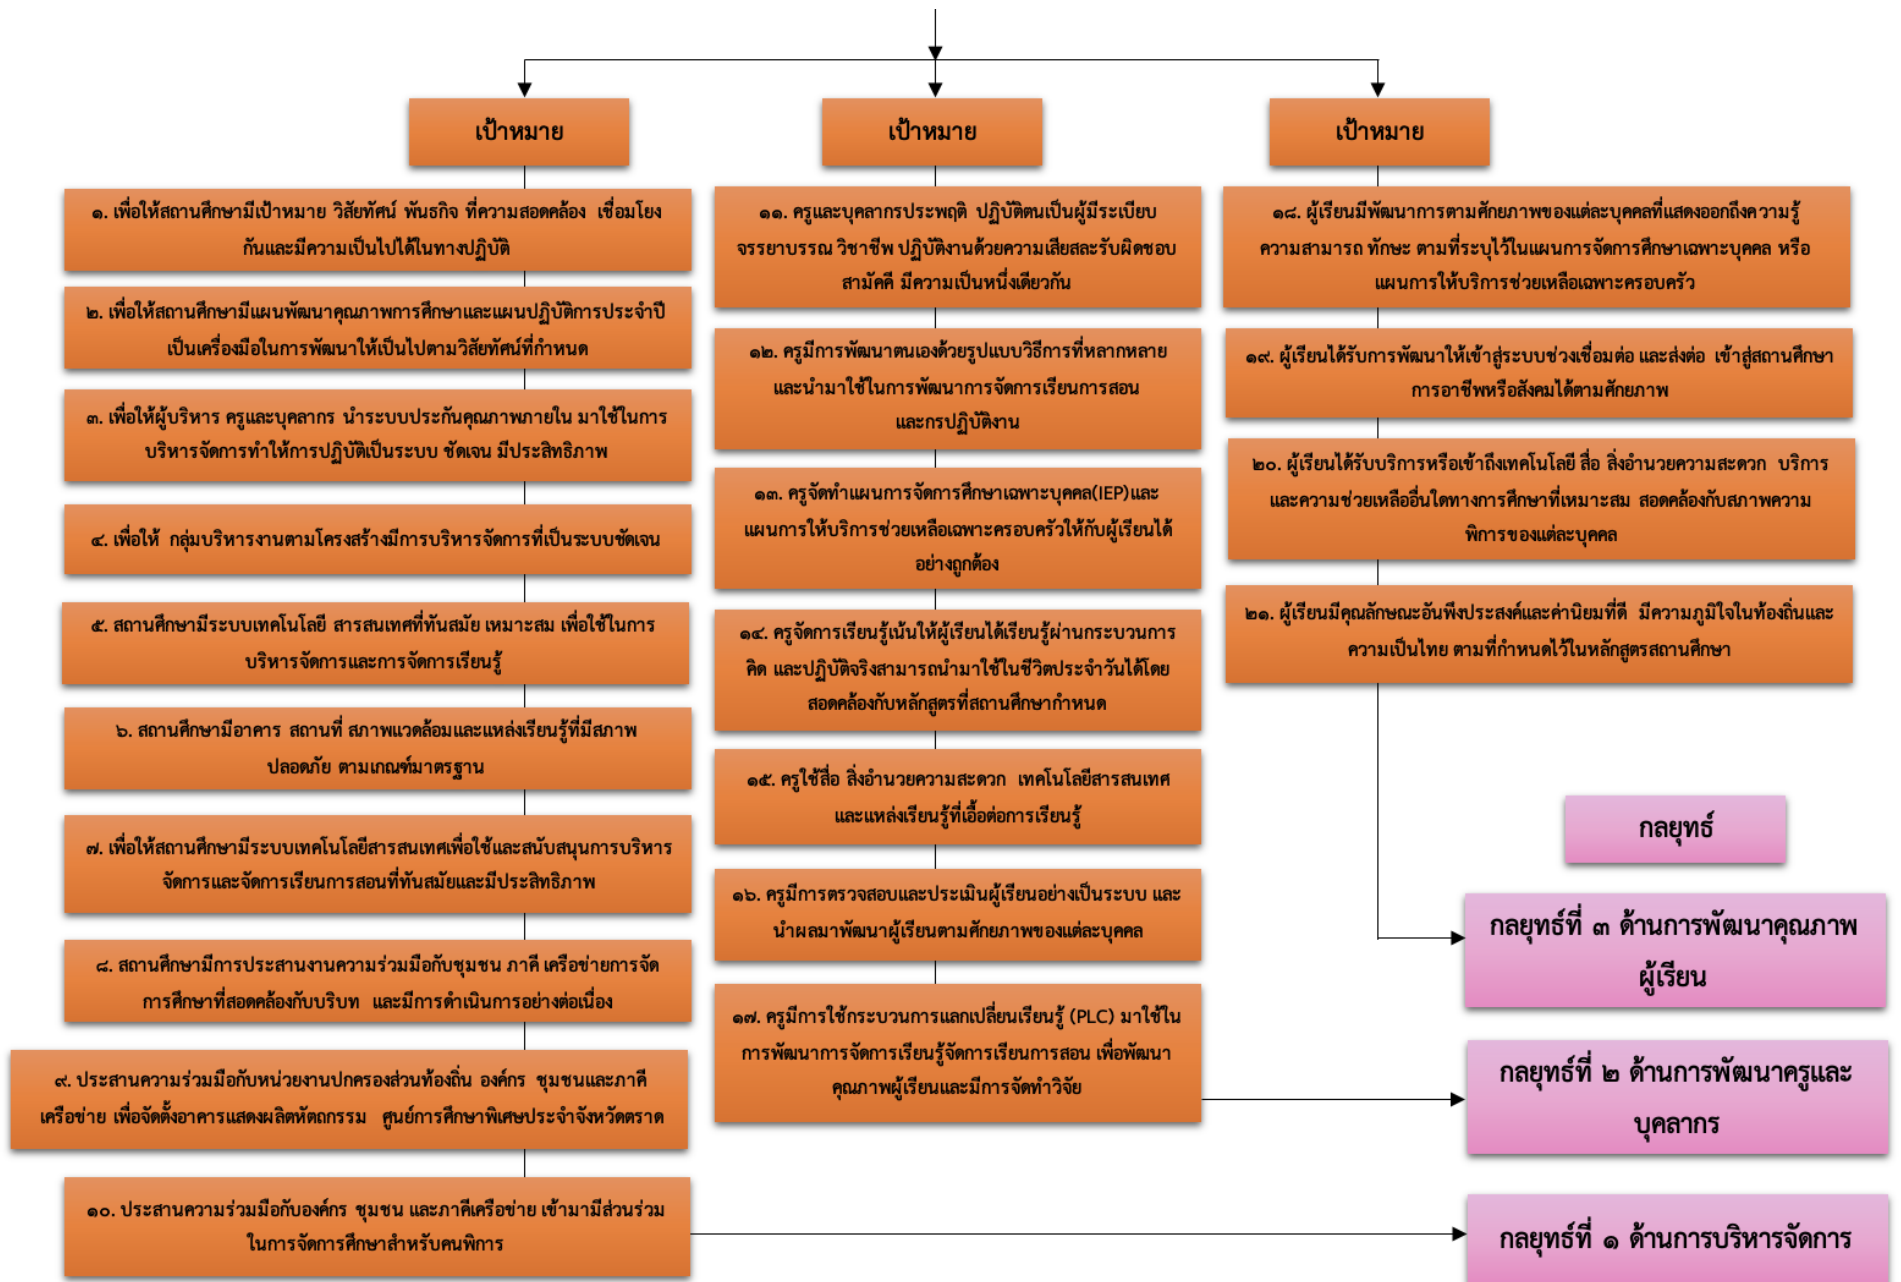 เป้าหมาย
๑. เพื่อให้สถานศึกษามีเป้าหมาย วิสัยทัศน์ พันธกิจ ที่ความสอดคล้อง เชื่อมโยง
กันและมีความเป็นไปได้ในทางปฏิบัติ
๒. เพื่อให้สถานศึกษามีแผนพัฒนาคุณภาพการศึกษาและแผนปฏิบัติการประจำปี
เป็นเครื่องมือในการพัฒนาให้เป็นไปตามวิสัยทัศน์ที่กำหนด
๓. เพื่อให้ผู้บริหาร ครูและบุคลากร นำระบบประกันคุณภาพภายใน มาใช้ในการ
บริหารจัดการทำให้การปฏิบัติเป็นระบบ ชัดเจน มีประสิทธิภาพ
๔. เพื่อให้ กลุ่มบริหารงานตามโครงสร้างมีการบริหารจัดการที่เป็นระบบชัดเจน
๕. สถานศึกษามีระบบเทคโนโลยี สารสนเทศที่ทันสมัย เหมาะสม เพื่อใช้ในการ
บริหารจัดการและการจัดการเรียนรู้
๖. สถานศึกษามีอาคาร สถานที่ สภาพแวดล้อมและแหล่งเรียนรู้ที่มีสภาพ
ปลอดภัย ตามเกณฑ์มาตรฐาน
๗. เพื่อให้สถานศึกษามีระบบเทคโนโลยีสารสนเทศเพื่อใช้และสนับสนุนการบริหาร
จัดการและจัดการเรียนการสอนที่ทันสมัยและมีประสิทธิภาพ
๘. สถานศึกษามีการประสานงานความร่วมมือกับชุมชน ภาคี เครือข่ายการจัด
การศึกษาที่สอดคล้องกับบริบท และมีการดำเนินการอย่างต่อเนื่อง
๙. ประสานความร่วมมือกับหน่วยงานปกครองส่วนท้องถิ่น องค์กร ชุมชนและภาคี
เครือข่าย เพื่อจัดตั้งอาคารแสดงผลิตหัตถกรรม ศูนย์การศึกษาพิเศษประจำจังหวัดตราด
๑๐. ประสานความร่วมมือกับองค์กร ชุมชน และภาคีเครือข่าย เข้ามามีส่วนร่วม
ในการจัดการศึกษาสำหรับคนพิการ
เป้าหมาย
๑๑. ครูและบุคลากรประพฤติ ปฏิบัติตนเป็นผู้มีระเบียบ
จรรยาบรรณ วิชาชีพ ปฏิบัติงานด้วยความเสียสละรับผิดชอบ
สามัคคี มีความเป็นหนึ่งเดียวกัน
๑๒. ครูมีการพัฒนาตนเองด้วยรูปแบบวิธีการที่หลากหลาย
และนำมาใช้ในการพัฒนาการจัดการเรียนการสอน
และกรปฏิบัติงาน
๑๓. ครูจัดทำแผนการจัดการศึกษาเฉพาะบุคคล(IEP)และ
แผนการให้บริการช่วยเหลือเฉพาะครอบครัวให้กับผู้เรียนได้
อย่างถูกต้อง
๑๔. ครูจัดการเรียนรู้เน้นให้ผู้เรียนได้เรียนรู้ผ่านกระบวนการ
คิด และปฏิบัติจริงสามารถนำมาใช้ในชีวิตประจำวันได้โดย
สอดคล้องกับหลักสูตรที่สถานศึกษากำหนด
๑๕. ครูใช้สื่อ สิ่งอำนวยความสะดวก เทคโนโลยีสารสนเทศ
และแหล่งเรียนรู้ที่เอื้อต่อการเรียนรู้
๑๖. ครูมีการตรวจสอบและประเมินผู้เรียนอย่างเป็นระบบ และ
นำผลมาพัฒนาผู้เรียนตามศักยภาพของแต่ละบุคคล
๑๗. ครูมีการใช้กระบวนการแลกเปลี่ยนเรียนรู้ (PLC) มาใช้ใน
การพัฒนาการจัดการเรียนรู้จัดการเรียนการสอน เพื่อพัฒนา
คุณภาพผู้เรียนและมีการจัดทำวิจัย
เป้าหมาย
๑๘. ผู้เรียนมีพัฒนาการตามศักยภาพของแต่ละบุคคลที่แสดงออกถึงความรู้
ความสามารถ ทักษะ ตามที่ระบุไว้ในแผนการจัดการศึกษาเฉพาะบุคคล หรือ
แผนการให้บริการช่วยเหลือเฉพาะครอบครัว
๑๙. ผู้เรียนได้รับการพัฒนาให้เข้าสู่ระบบช่วงเชื่อมต่อ และส่งต่อ เข้าสู่สถานศึกษา
การอาชีพหรือสังคมได้ตามศักยภาพ
๒๐. ผู้เรียนได้รับบริการหรือเข้าถึงเทคโนโลยี สื่อ สิ่งอำนวยความสะดวก บริการ
และความช่วยเหลืออื่นใดทางการศึกษาที่เหมาะสม สอดคล้องกับสภาพความ
พิการของแต่ละบุคคล
๒๑. ผู้เรียนมีคุณลักษณะอันพึงประสงค์และค่านิยมที่ดี มีความภูมิใจในท้องถิ่นและ
ความเป็นไทย ตามที่กำหนดไว้ในหลักสูตรสถานศึกษา
กลยุทธ์
กลยุทธ์ที่ ๓ ด้านการพัฒนาคุณภาพ
ผู้เรียน
กลยุทธ์ที่ ๒ ด้านการพัฒนาครูและ
บุคลากร
กลยุทธ์ที่ ๑ ด้านการบริหารจัดการ